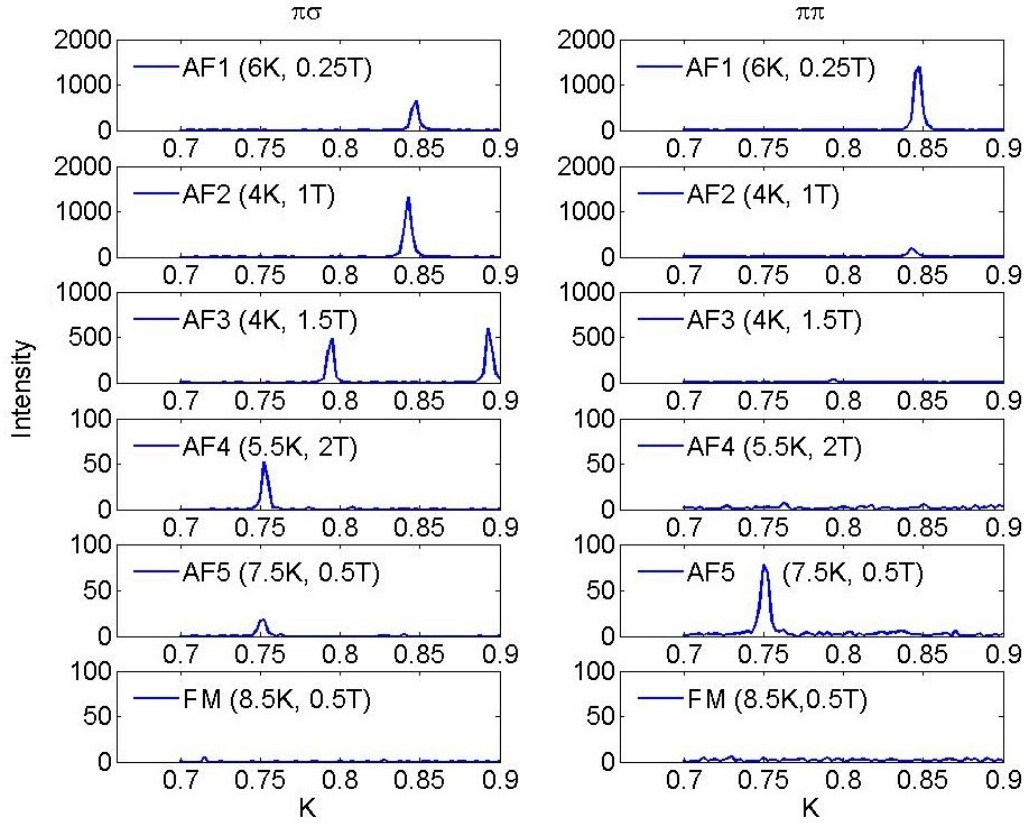 πσ
ππ
2000
1000
0
AF1 (6K, 0.25T)
0.7 0.75 0.8 0.85 0.9
2000
1000
0
AF1 (6K, 0.25T)
0.7 0.75 0.8 0.85 0.9
2000
1000
0
AF2 (4K, 1T)
0.7 0.75 0.8 0.85 0.9
2000
1000
0
AF2 (4K, 1T)
0.7 0.75 0.8 0.85 0.9
Intensity
1000
500
0
AF3 (4K, 1.5T)
0.7 0.75 0.8 0.85 0.9
1000
500
0
AF3 (4K, 1.5T)
0.7 0.75 0.8 0.85 0.9
100
50
0
AF4 (5.5K, 2T)
0.7 0.75 0.8 0.85 0.9
100
50
0
AF4 (5.5K, 2T)
0.7 0.75 0.8 0.85 0.9
100
50
0
AF5 (7.5K, 0.5T)
0.7 0.75 0.8 0.85 0.9
100
50
0
AF5 (7.5K, 0.5T)
0.7 0.75 0.8 0.85 0.9
100
50
0
FM (8.5K, 0.5T)
0.7 0.75 0.8 0.85 0.9
K
100
50
0
FM (8.5K,0.5T)
0.7 0.75 0.8 0.85 0.9
K